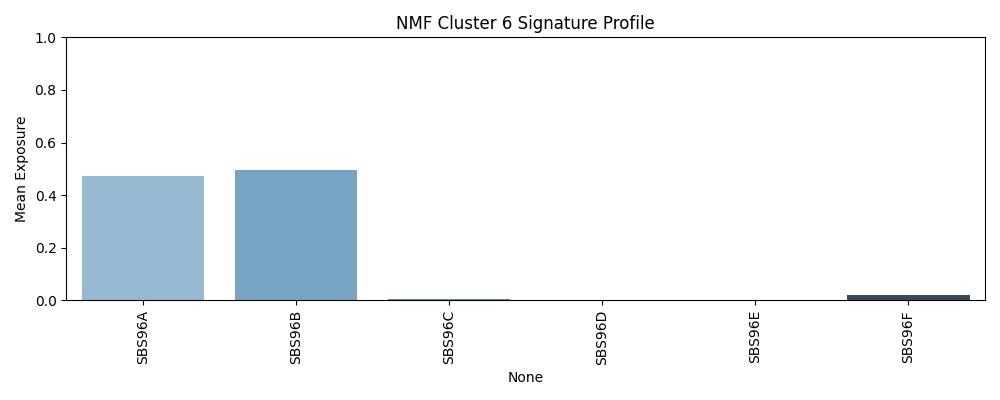 NMF Cluster 6 Signature Profile
1.0
0.8
0.6
0.4
0.2
0.0
Mean Exposure
SBS96A
SBS96B
SBS96C
SBS96D
SBS96E
SBS96F
None